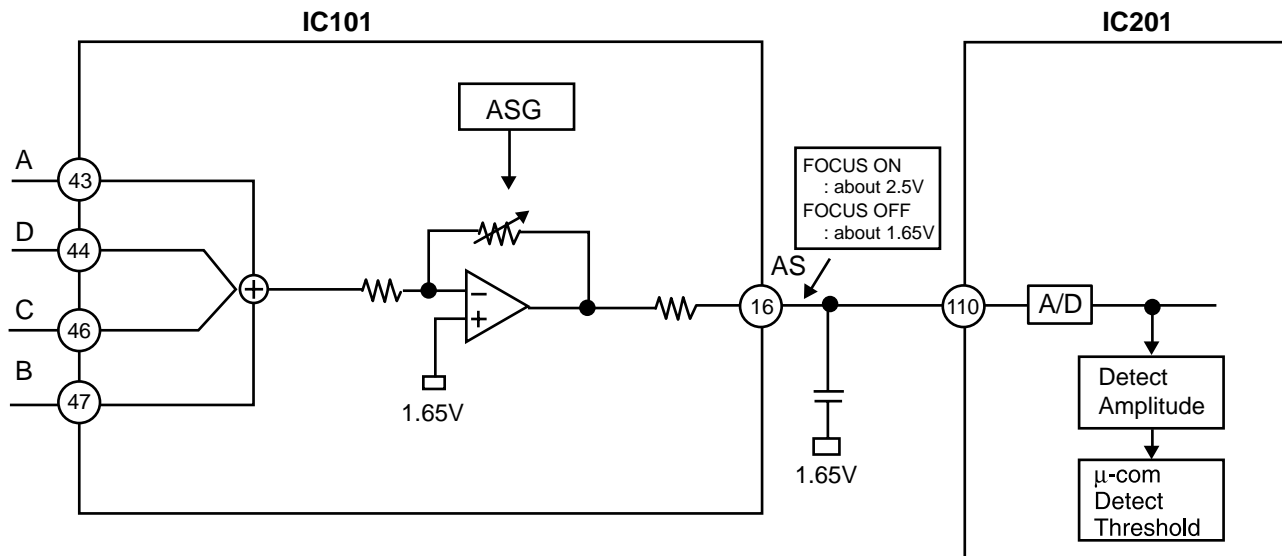 IC101
IC201
ASG
A
43
D
44
C
46
B
47
+
−
+
1.65V
FOCUS ON
: about 2.5V
FOCUS OFF
: about 1.65V
AS
16
1.65V
110
A/D
Detect
Amplitude
μ-com
Detect
Threshold